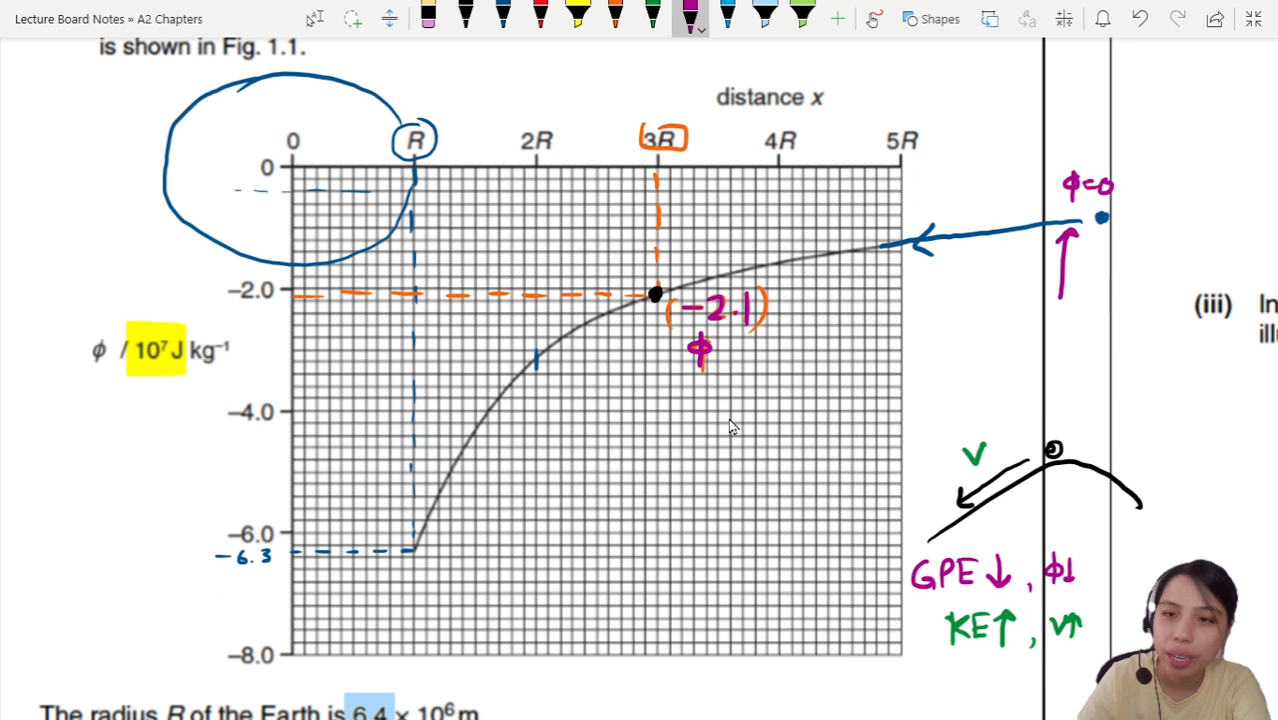 Lecture Board Notes » A2 Chapters
Shapes
is shown in Fig. 1.1.
distance x
0 R 2R 3R 4R 5R
0
ϕ=0
−2.0
(−2.1)
ϕ
(iii) In
illu
ϕ / 10⁷ J kg⁻¹
−4.0
v
−6.0
−6.3
GPE↓, ϕ↓
KE↑, v↑
−8.0
The radius R of the Earth is 6.4 × 10⁶ m